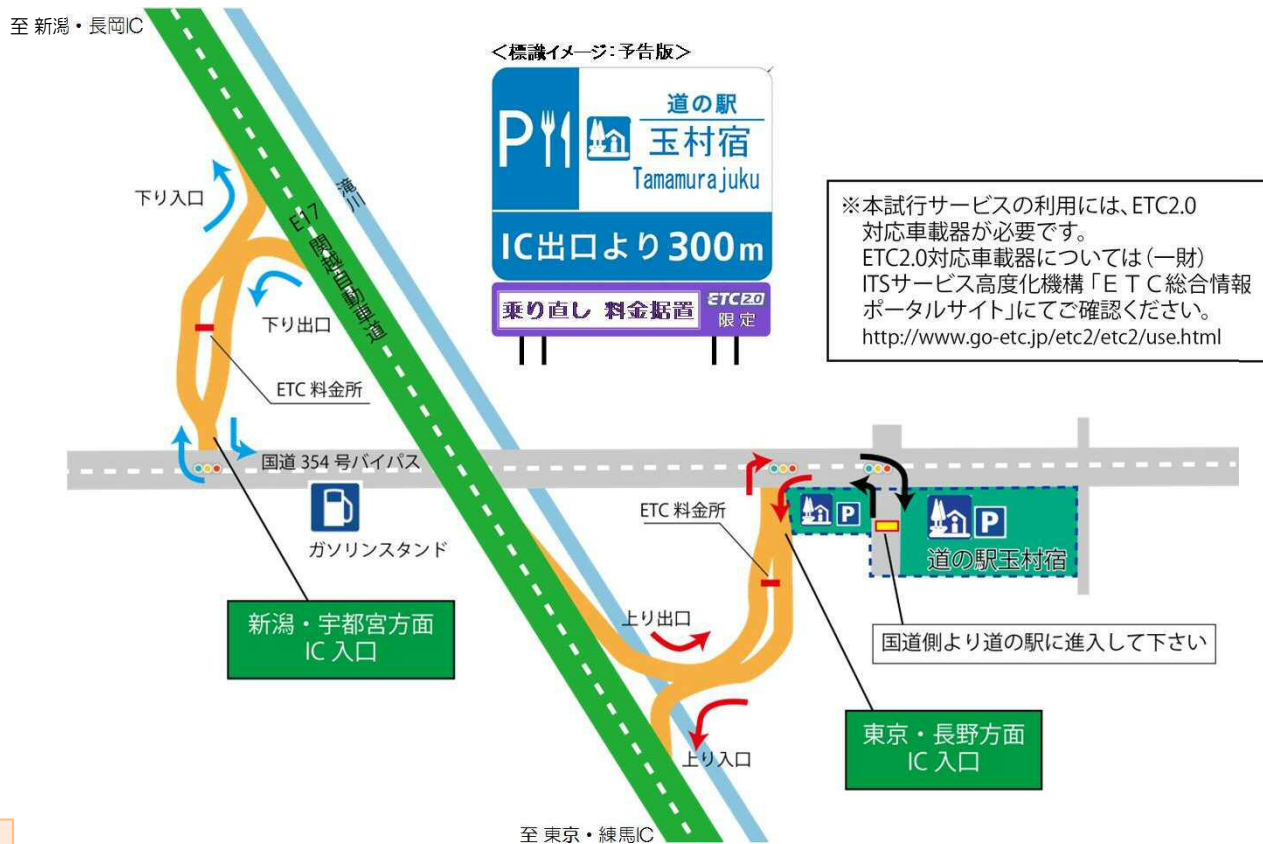 至 新潟・長岡IC
＜標識イメージ：予告版＞
P
道の駅
玉村宿
Tamamurajuku
IC出口より 300m
乗り直し 料金据置
ETC2.0
限定
※本試行サービスの利用には、ETC2.0
対応車載器が必要です。
ETC2.0対応車載器については（一財）
ITSサービス高度化機構「ＥＴＣ総合情報
ポータルサイト」にてご確認ください。
http://www.go-etc.jp/etc2/etc2/use.html
下り入口
滝川
E17 関越自動車道
下り出口
ETC 料金所
国道 354 号バイパス
ガソリンスタンド
ETC 料金所
P
P
道の駅玉村宿
新潟・宇都宮方面
IC 入口
上り出口
国道側より道の駅に進入して下さい
東京・長野方面
IC 入口
上り入口
至 東京・練馬IC